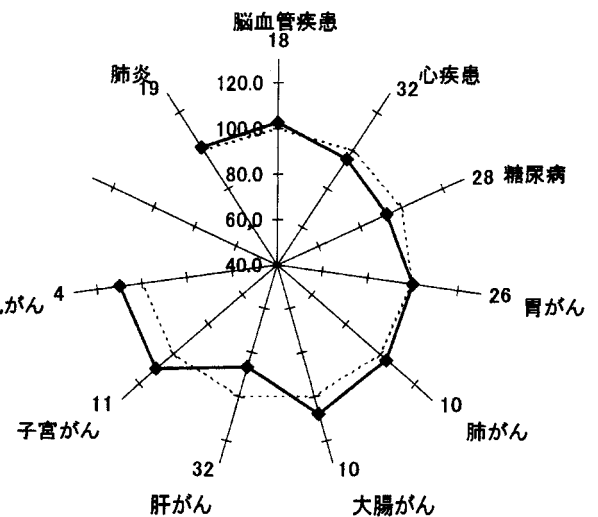 脳血管疾患
18
肺炎
19
心疾患
32
120.0
100.0
80.0
60.0
40.0
28 糖尿病
26 胃がん
がん 4
11
子宮がん
10
肺がん
32
肝がん
10
大腸がん